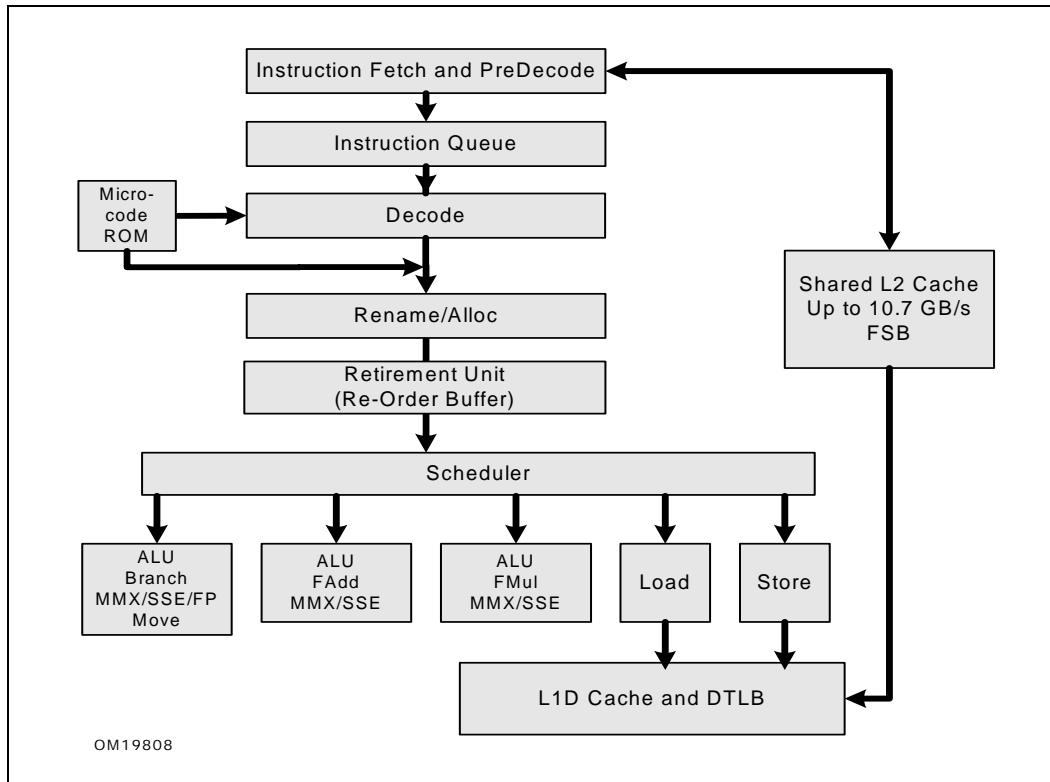 Instruction Fetch and PreDecode
Instruction Queue
Micro-
code
ROM
Decode
Shared L2 Cache
Up to 10.7 GB/s
FSB
Rename/Alloc
Retirement Unit
(Re-Order Buffer)
Scheduler
ALU
Branch
MMX/SSE/FP
Move
ALU
FAdd
MMX/SSE
ALU
FMul
MMX/SSE
Load
Store
L1D Cache and DTLB
OM19808